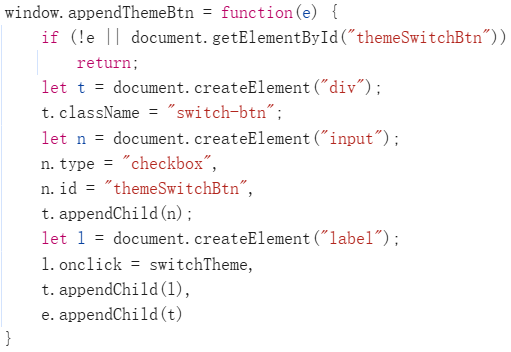 window.appendThemeBtn = function(e) {
    if (!e || document.getElementById("themeSwitchBtn"))
        return;
    let t = document.createElement("div");
    t.className = "switch-btn";
    let n = document.createElement("input");
    n.type = "checkbox",
    n.id = "themeSwitchBtn",
    t.appendChild(n);
    let l = document.createElement("label");
    l.onclick = switchTheme,
    t.appendChild(l),
    e.appendChild(t)
}